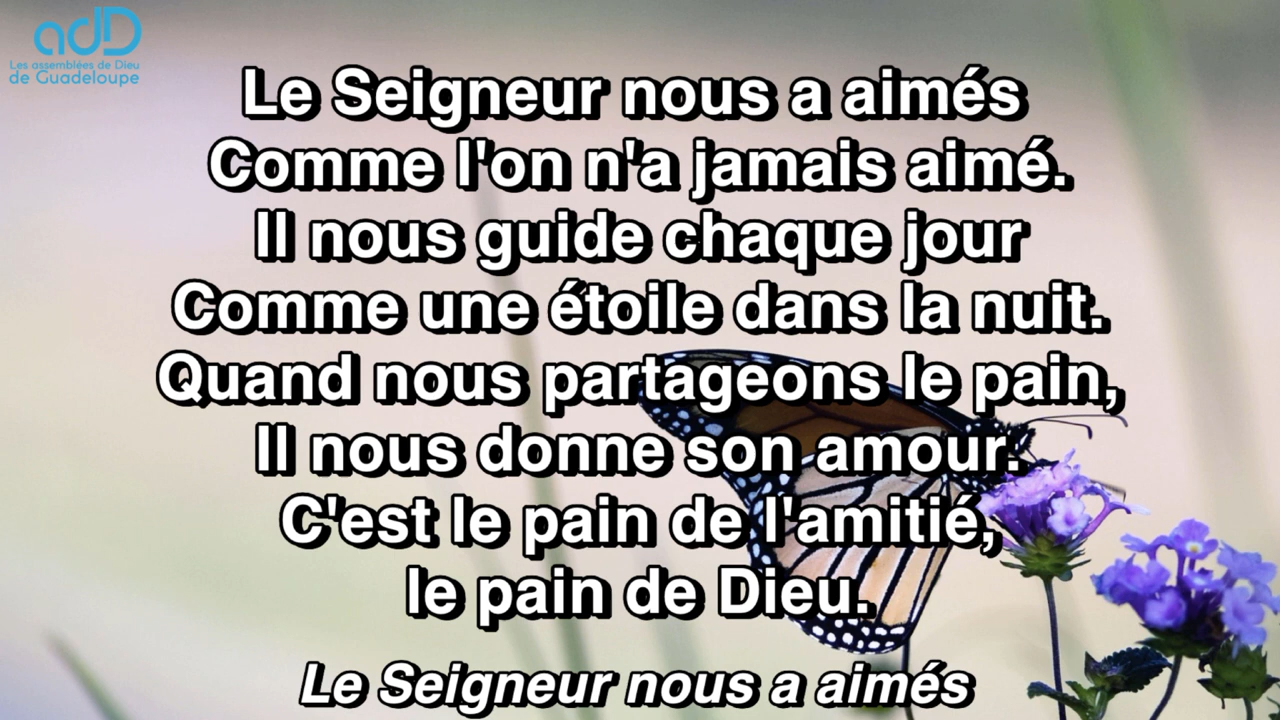 adD
Les assemblées de Dieu
de Guadeloupe
Le Seigneur nous a aimés
Comme l'on n'a jamais aimé.
Il nous guide chaque jour
Comme une étoile dans la nuit.
Quand nous partageons le pain,
Il nous donne son amour.
C'est le pain de l'amitié,
le pain de Dieu.
Le Seigneur nous a aimés